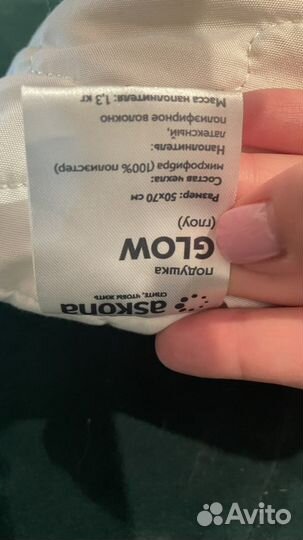 askona
СПИТЕ, ЧТОБЫ ЖИТЬ
подушка
GLOW
(глоу)
Размер: 50х70 см
Состав чехла:
микрофибра (100% полиэстер)
Наполнитель:
латексный,
полиэфирное волокно
Масса наполнителя: 1,3 кг
Avito